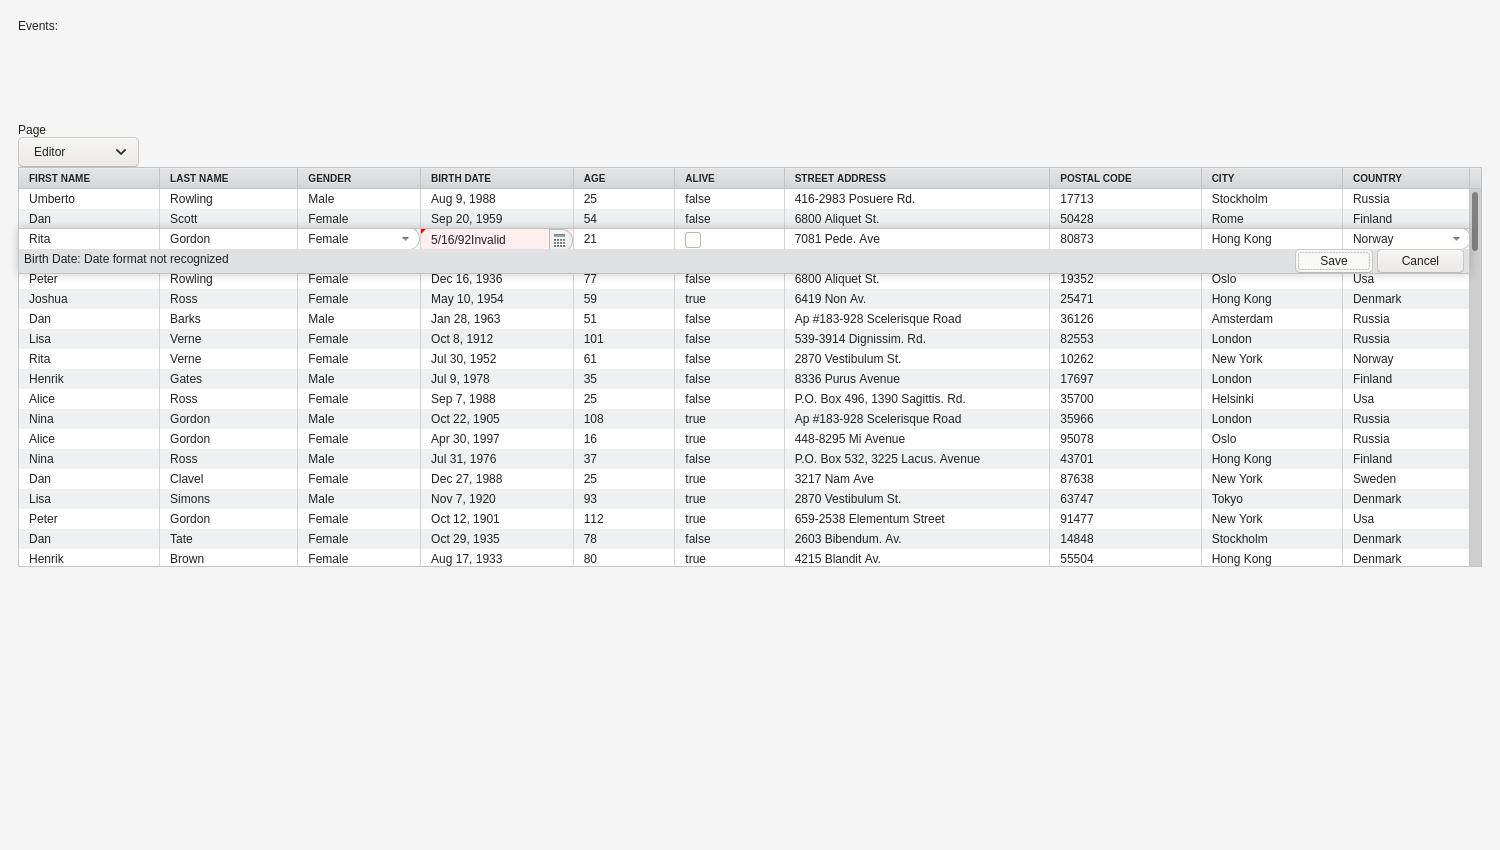 Events:
Page
Editor
FIRST NAME LAST NAME GENDER BIRTH DATE AGE ALIVE STREET ADDRESS POSTAL CODE CITY COUNTRY
Umberto Rowling Male Aug 9, 1988 25 false 416-2983 Posuere Rd. 17713 Stockholm Russia
Dan Scott Female Sep 20, 1959 54 false 6800 Aliquet St. 50428 Rome Finland
Rita Gordon Female 5/16/92Invalid 21 7081 Pede. Ave 80873 Hong Kong Norway
Birth Date: Date format not recognized Save Cancel
Peter Rowling Female Dec 16, 1936 77 false 6800 Aliquet St. 19352 Oslo Usa
Joshua Ross Female May 10, 1954 59 true 6419 Non Av. 25471 Hong Kong Denmark
Dan Barks Male Jan 28, 1963 51 false Ap #183-928 Scelerisque Road 36126 Amsterdam Russia
Lisa Verne Female Oct 8, 1912 101 false 539-3914 Dignissim. Rd. 82553 London Russia
Rita Verne Female Jul 30, 1952 61 false 2870 Vestibulum St. 10262 New York Norway
Henrik Gates Male Jul 9, 1978 35 false 8336 Purus Avenue 17697 London Finland
Alice Ross Female Sep 7, 1988 25 false P.O. Box 496, 1390 Sagittis. Rd. 35700 Helsinki Usa
Nina Gordon Male Oct 22, 1905 108 true Ap #183-928 Scelerisque Road 35966 London Russia
Alice Gordon Female Apr 30, 1997 16 true 448-8295 Mi Avenue 95078 Oslo Russia
Nina Ross Male Jul 31, 1976 37 false P.O. Box 532, 3225 Lacus. Avenue 43701 Hong Kong Finland
Dan Clavel Female Dec 27, 1988 25 true 3217 Nam Ave 87638 New York Sweden
Lisa Simons Male Nov 7, 1920 93 true 2870 Vestibulum St. 63747 Tokyo Denmark
Peter Gordon Female Oct 12, 1901 112 true 659-2538 Elementum Street 91477 New York Usa
Dan Tate Female Oct 29, 1935 78 false 2603 Bibendum. Av. 14848 Stockholm Denmark
Henrik Brown Female Aug 17, 1933 80 true 4215 Blandit Av. 55504 Hong Kong Denmark